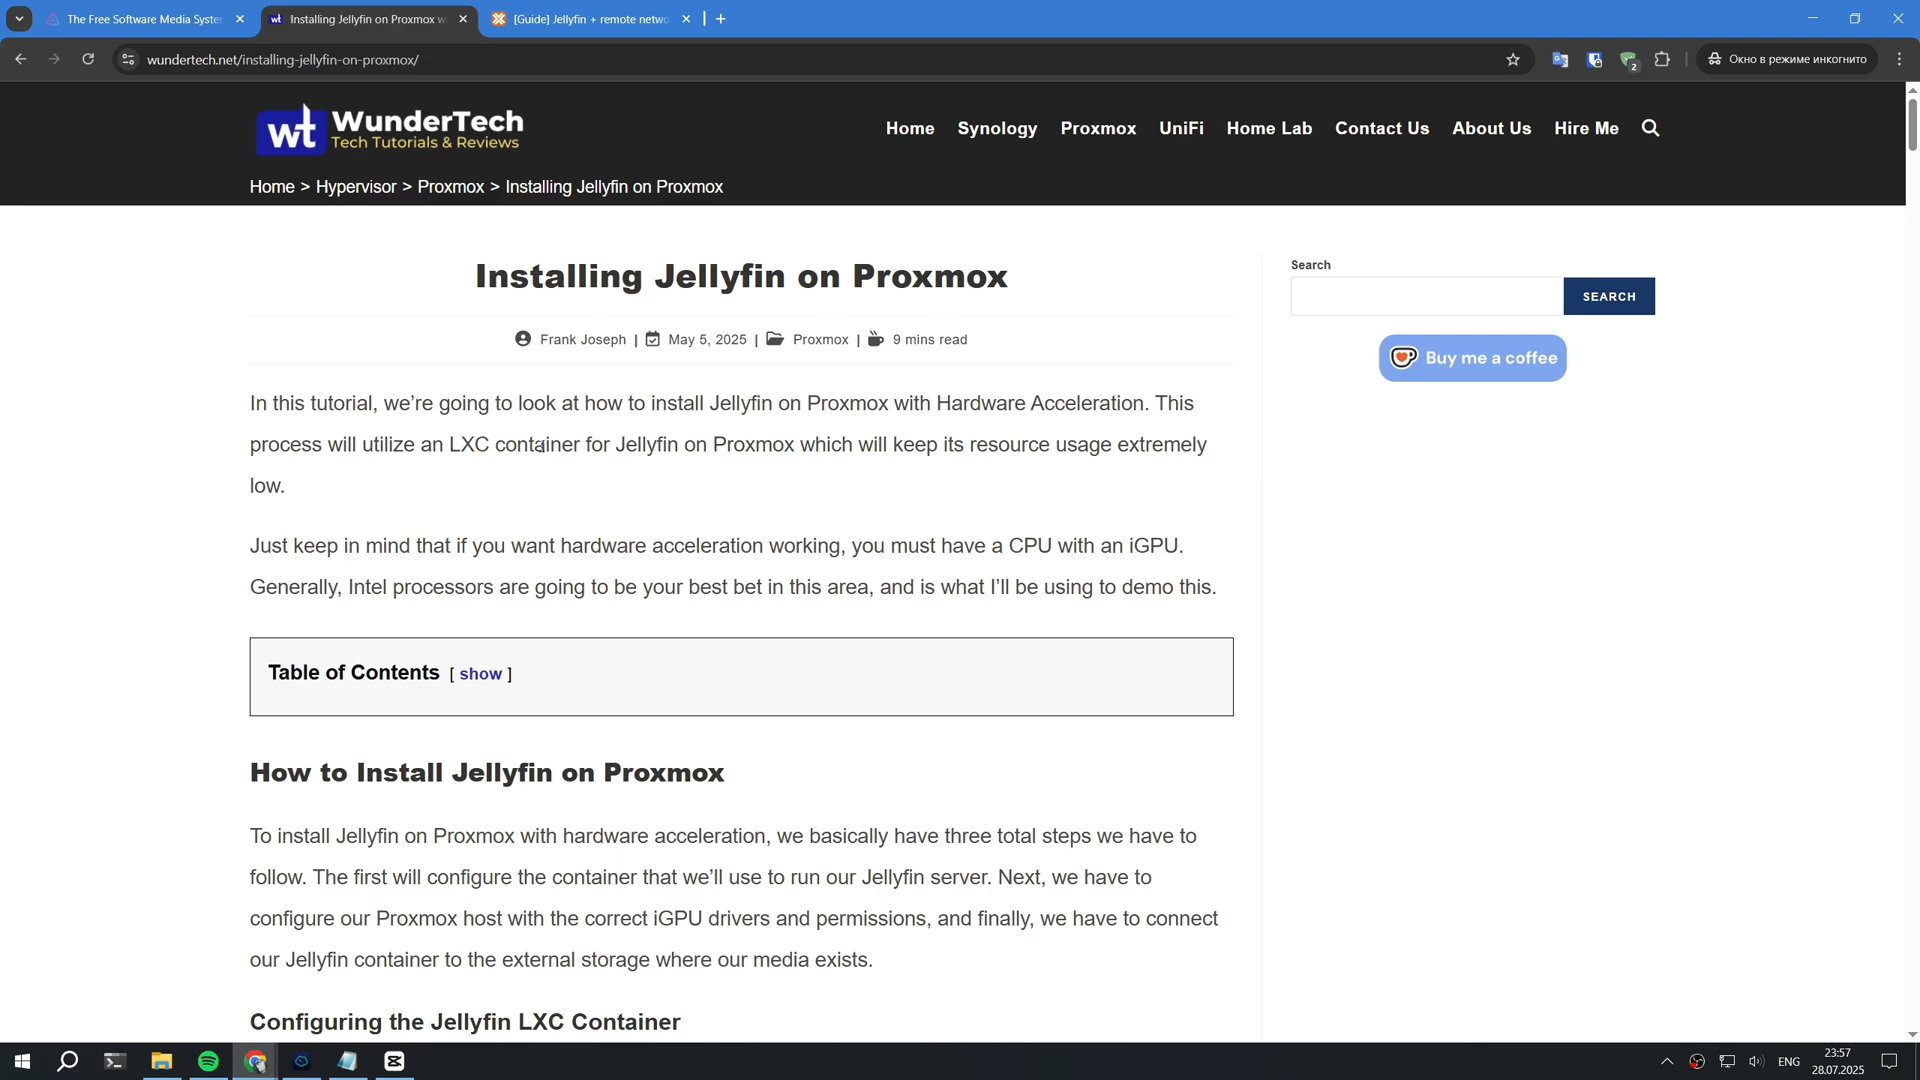 The Free Software Media Syste
Installing Jellyfin on Proxmox w
[Guide] Jellyfin + remote netwo
wundertech.net/installing-jellyfin-on-proxmox/
2
Окно в режиме инкогнито
wt WunderTech
Tech Tutorials & Reviews
Home
Synology
Proxmox
UniFi
Home Lab
Contact Us
About Us
Hire Me
Home > Hypervisor > Proxmox > Installing Jellyfin on Proxmox
Installing Jellyfin on Proxmox
Frank Joseph | May 5, 2025 | Proxmox | 9 mins read
In this tutorial, we’re going to look at how to install Jellyfin on Proxmox with Hardware Acceleration. This
process will utilize an LXC container for Jellyfin on Proxmox which will keep its resource usage extremely
low.
Just keep in mind that if you want hardware acceleration working, you must have a CPU with an iGPU.
Generally, Intel processors are going to be your best bet in this area, and is what I’ll be using to demo this.
Table of Contents [ show ]
How to Install Jellyfin on Proxmox
To install Jellyfin on Proxmox with hardware acceleration, we basically have three total steps we have to
follow. The first will configure the container that we’ll use to run our Jellyfin server. Next, we have to
configure our Proxmox host with the correct iGPU drivers and permissions, and finally, we have to connect
our Jellyfin container to the external storage where our media exists.
Configuring the Jellyfin LXC Container
Search
SEARCH
Buy me a coffee
ENG
23:57
28.07.2025